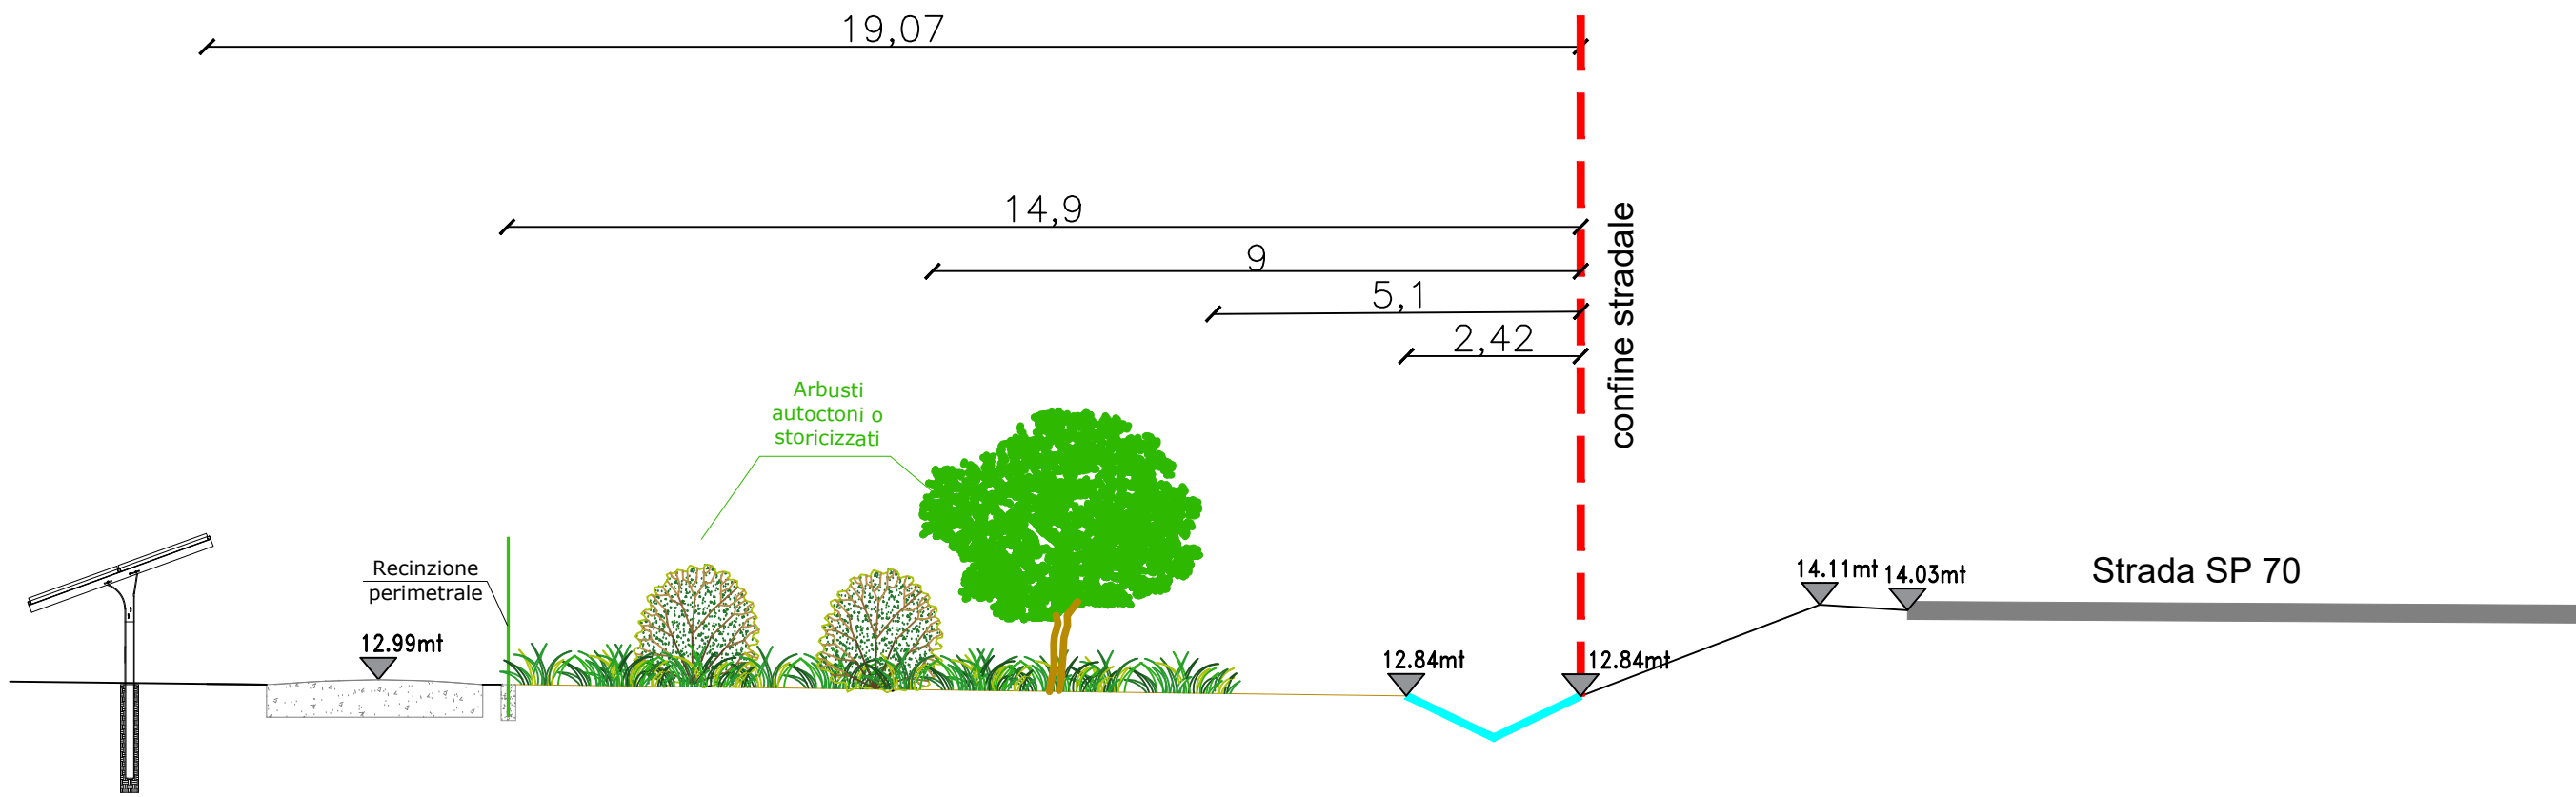 19,07
14,9
9
5,1
2,42
confine stradale
Arbusti
autoctoni o
storicizzati
Recinzione
perimetrale
12.99mt
12.84mt
12.84mt
14.11mt
14.03mt
Strada SP 70